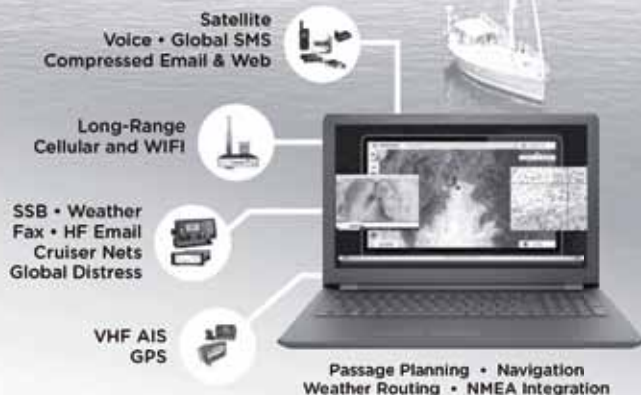 Satellite
Voice • Global SMS
Compressed Email & Web
Long-Range
Cellular and WIFI
SSB • Weather
Fax • HF Email
Cruiser Nets
Global Distress
VHF AIS
GPS
Passage Planning • Navigation
Weather Routing • NMEA Integration